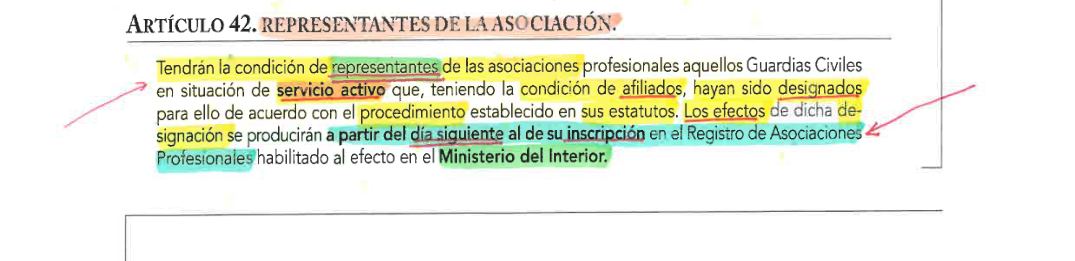 ARTÍCULO 42. REPRESENTANTES DE LA ASOCIACIÓN.
Tendrán la condición de representantes de las asociaciones profesionales aquellos Guardias Civiles
en situación de servicio activo que, teniendo la condición de afiliados, hayan sido designados
para ello de acuerdo con el procedimiento establecido en sus estatutos. Los efectos de dicha de-
signación se producirán a partir del día siguiente al de su inscripción en el Registro de Asociaciones
Profesionales habilitado al efecto en el Ministerio del Interior.